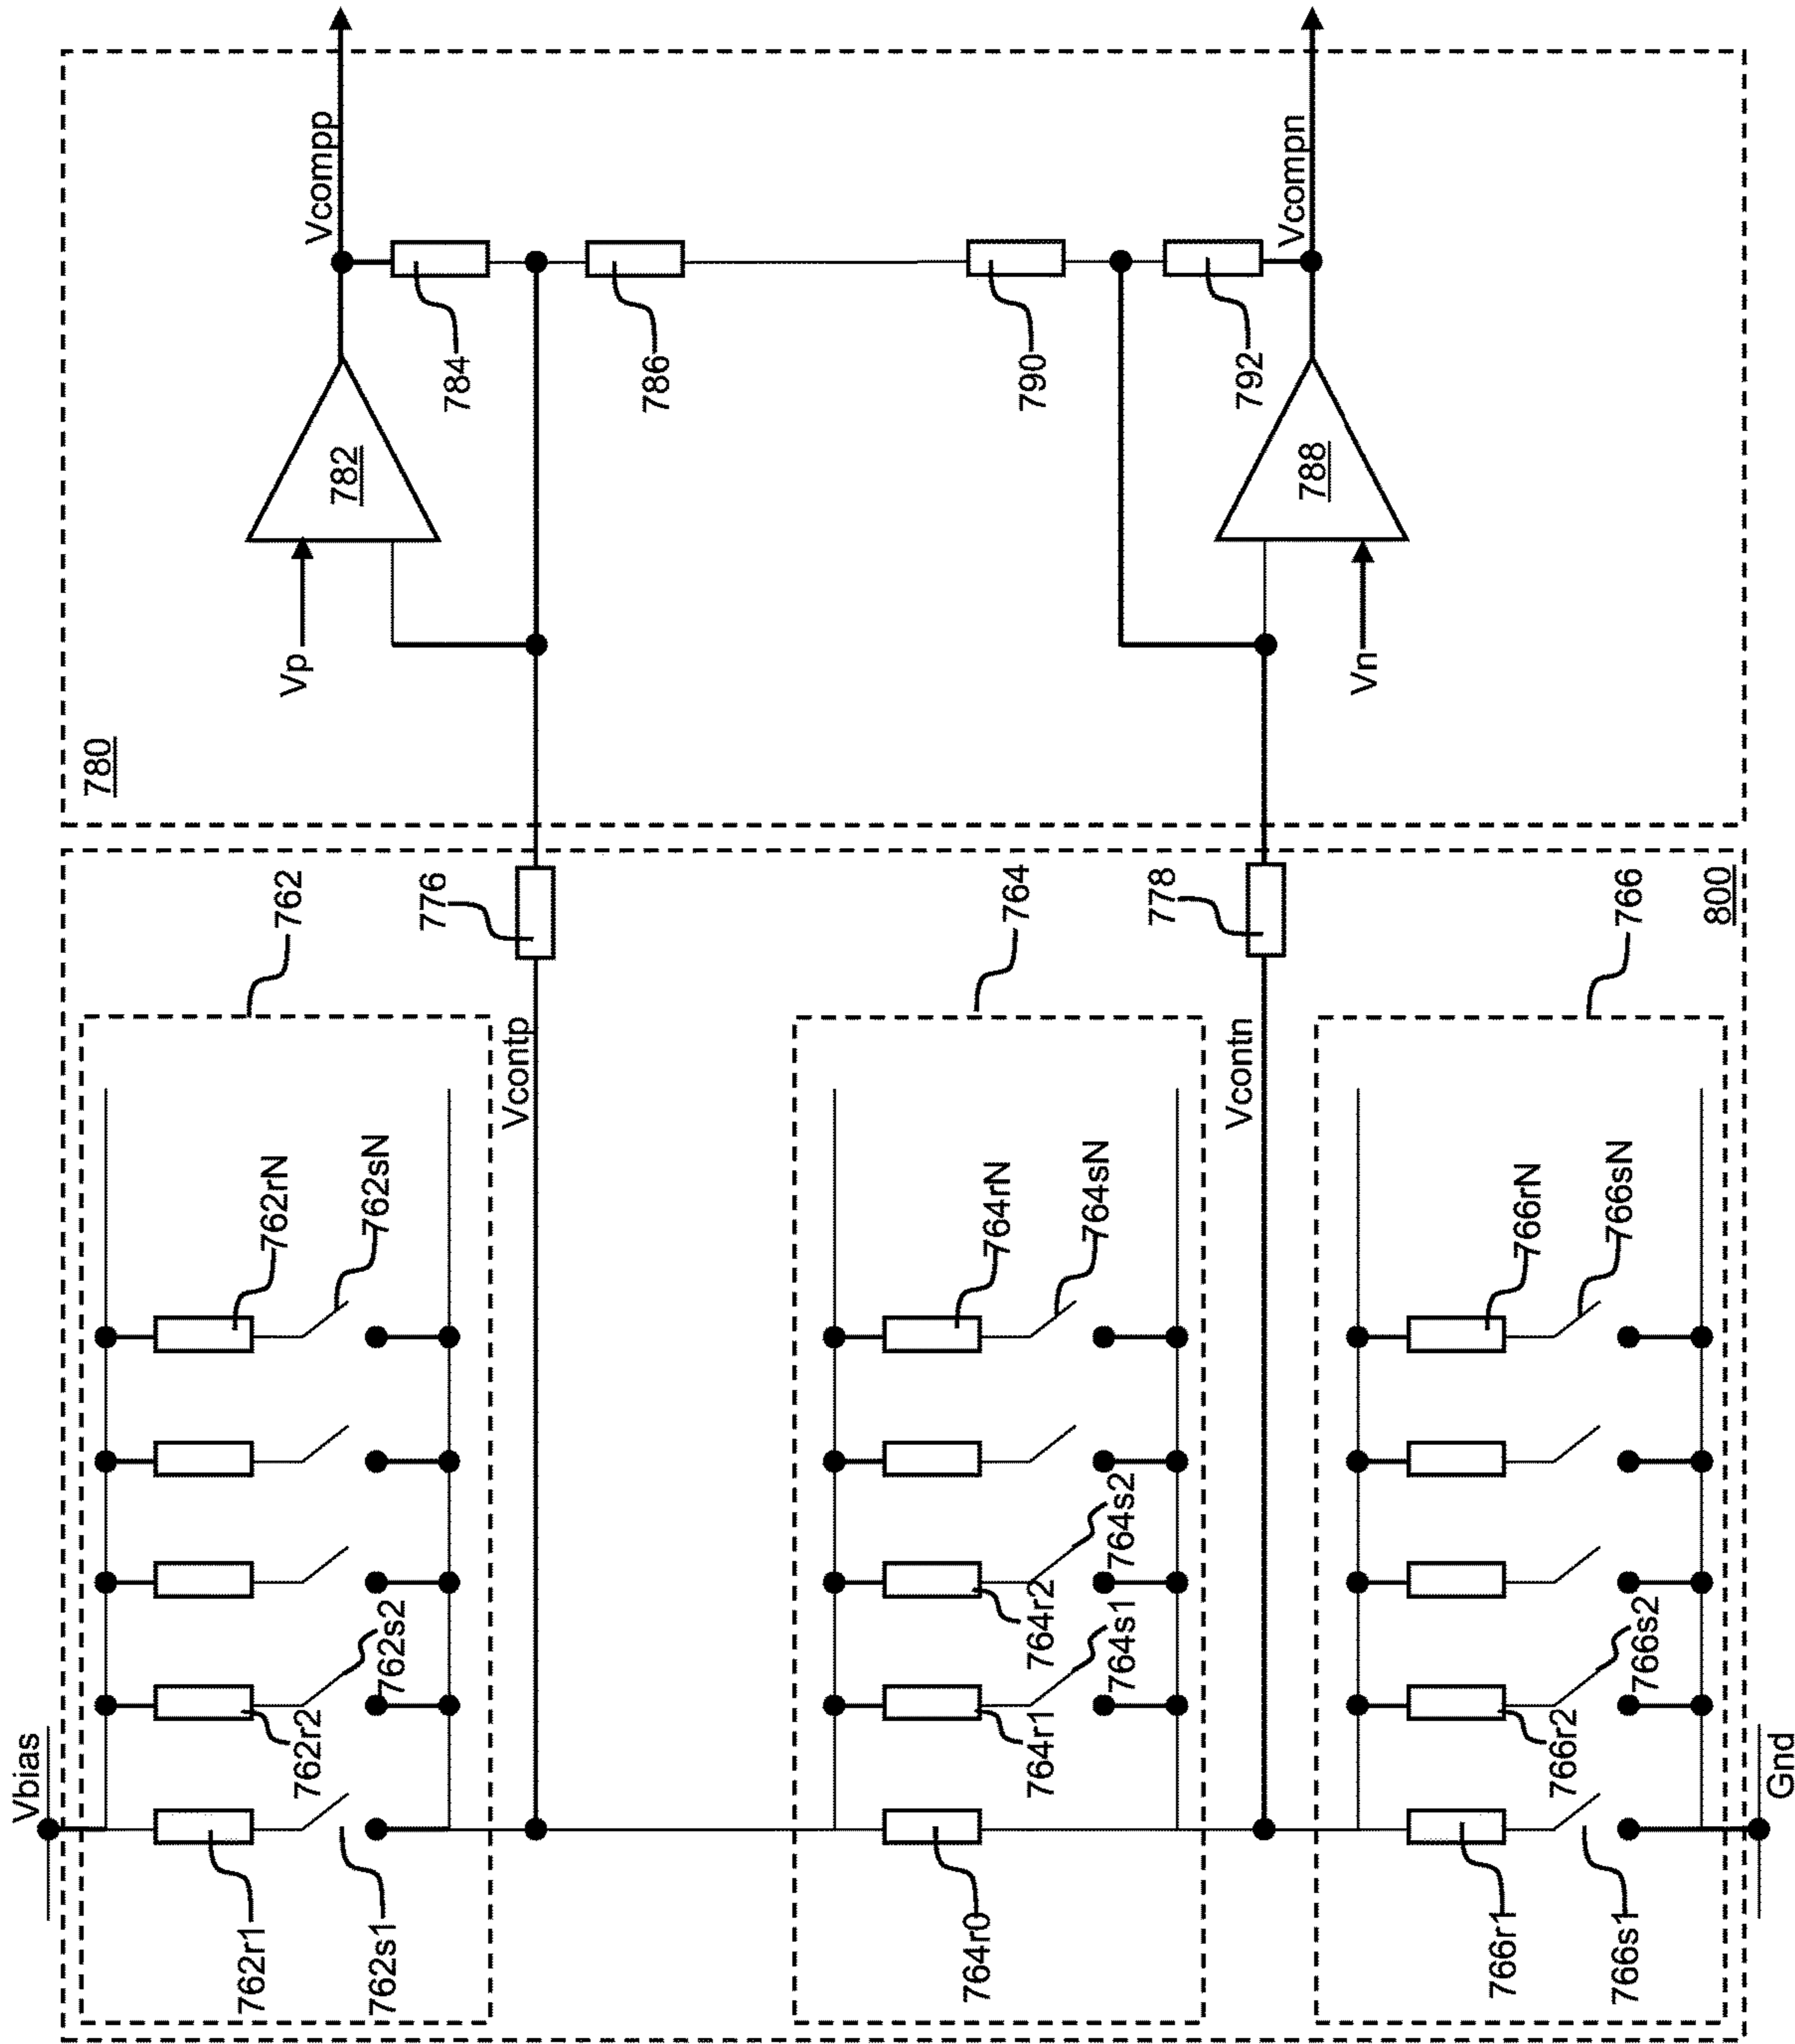 Vbias
762r1
762s1
762r2
762s2
762rN
762sN
762
Vcontp
776
764r0
764r1
764s1
764r2
764s2
764rN
764sN
764
Vcontn
778
766r1
766s1
766r2
766s2
766rN
766sN
766
Gnd
800
780
Vp
782
Vcompp
784
786
790
792
Vn
788
Vcompn